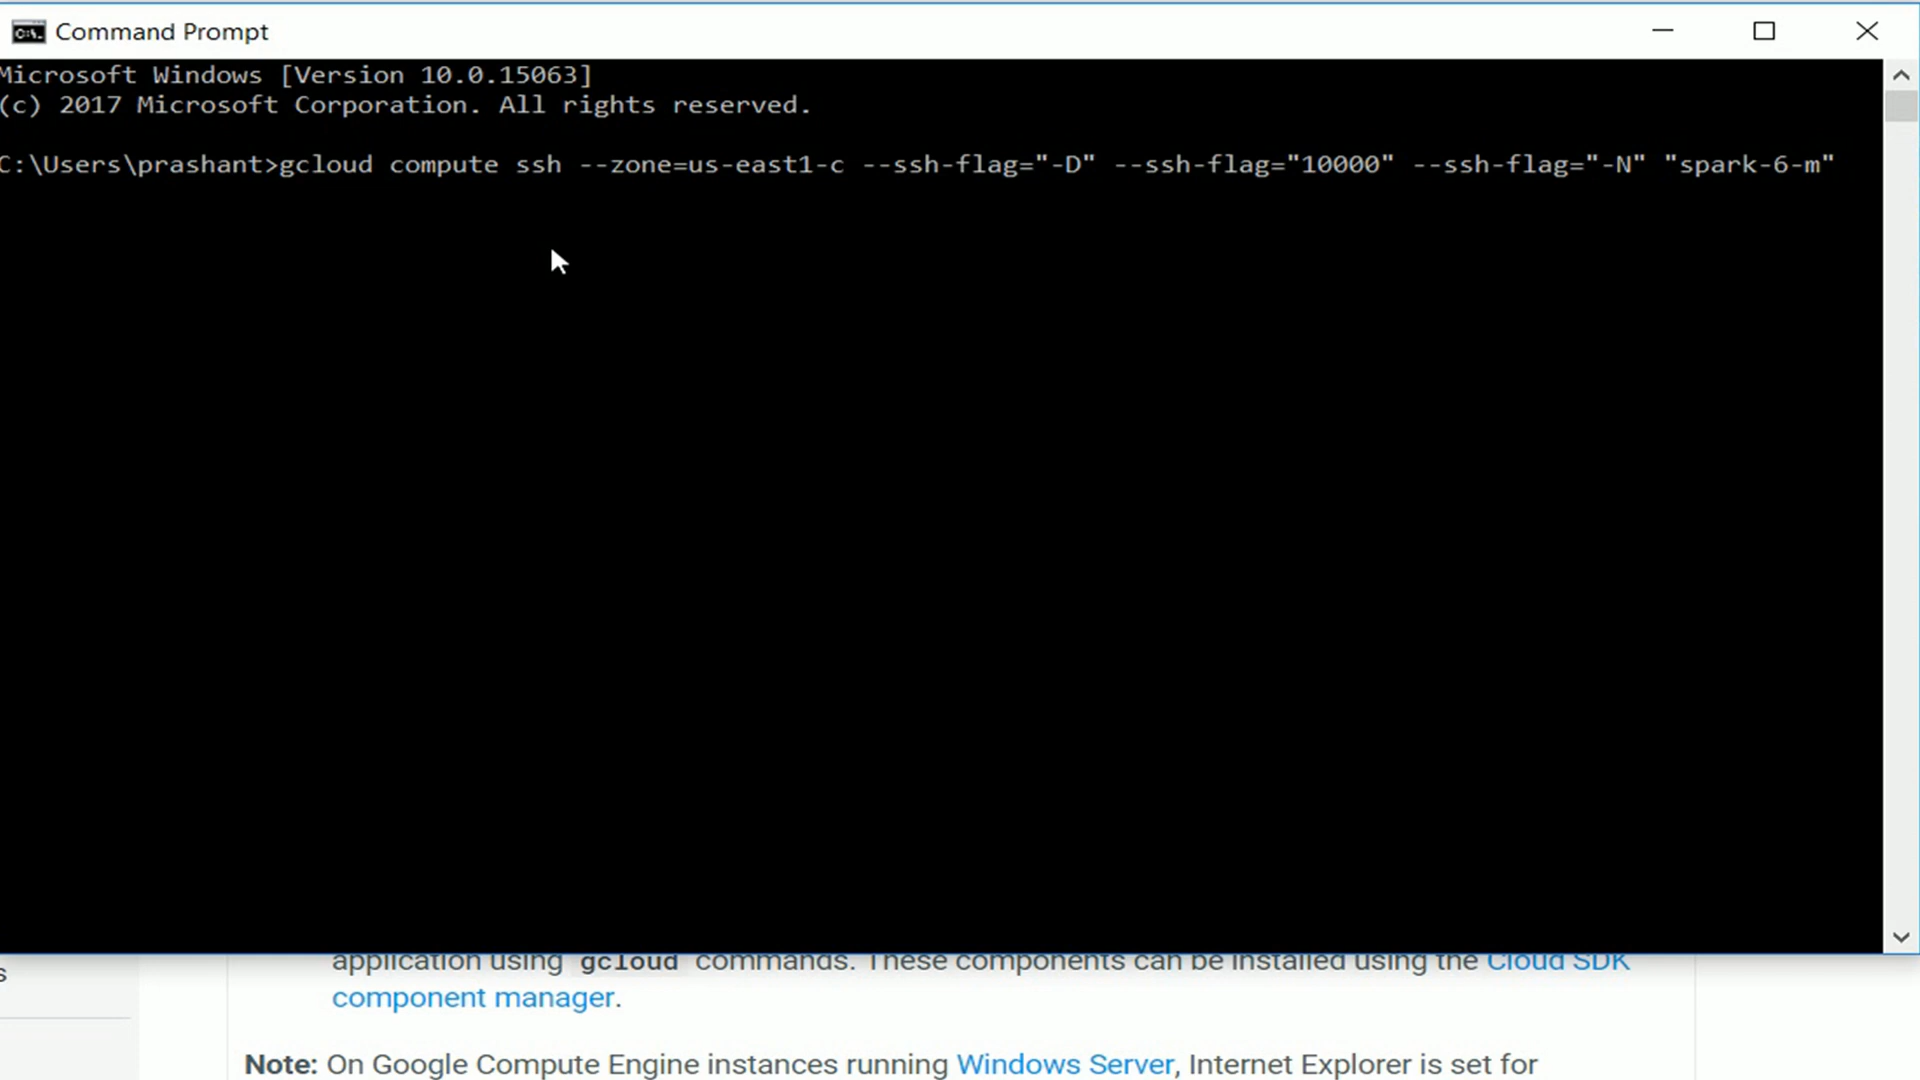 Command Prompt
Microsoft Windows [Version 10.0.15063]
(c) 2017 Microsoft Corporation. All rights reserved.
C:\Users\prashant>gcloud compute ssh --zone=us-east1-c --ssh-flag="-D" --ssh-flag="10000" --ssh-flag="-N" "spark-6-m"
application using gcloud commands. These components can be installed using the Cloud SDK
component manager.
s
Note: On Google Compute Engine instances running Windows Server, Internet Explorer is set for